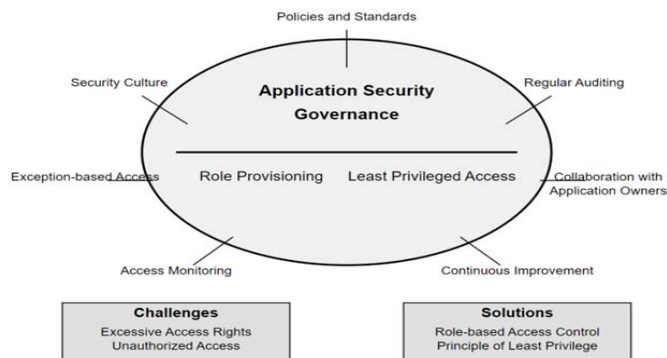 Policies and Standards
Security Culture
Regular Auditing
Application Security
Governance
Exception-based Access
Role Provisioning
Least Privileged Access
Collaboration with
Application Owners
Access Monitoring
Continuous Improvement
Challenges
Excessive Access Rights
Unauthorized Access
Solutions
Role-based Access Control
Principle of Least Privilege